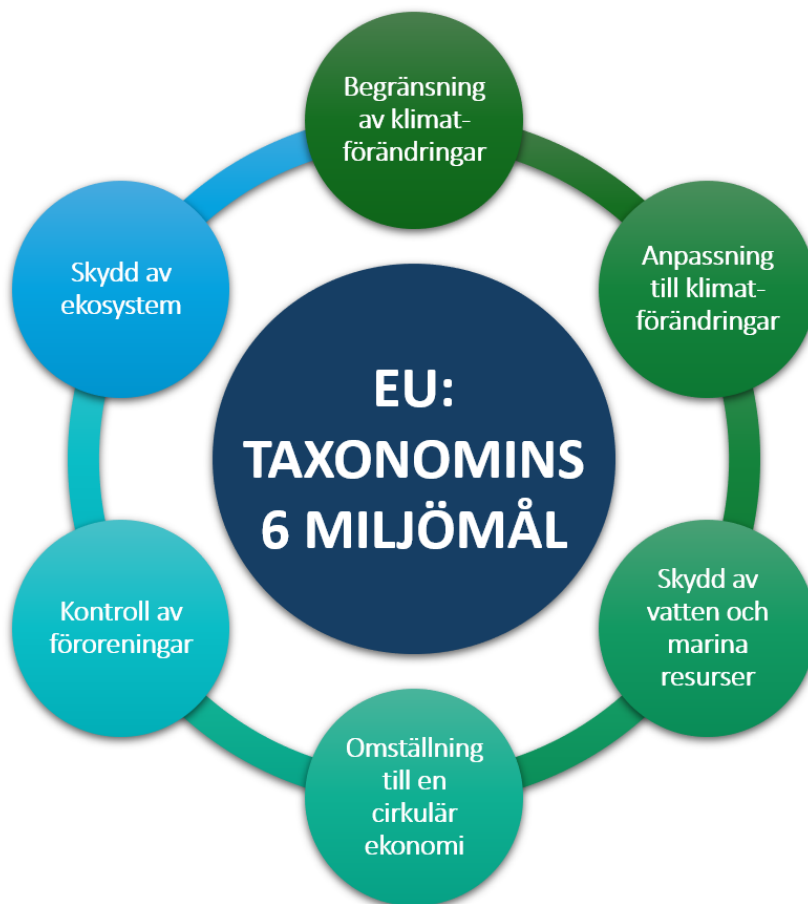 Begränsning
av klimat-
förändringar
Anpassning
till klimat-
förändringar
Skydd av
vatten och
marina
resurser
Omställning
till en
cirkulär
ekonomi
Kontroll av
föroreningar
Skydd av
ekosystem
EU:
TAXONOMINS
6 MILJÖMÅL